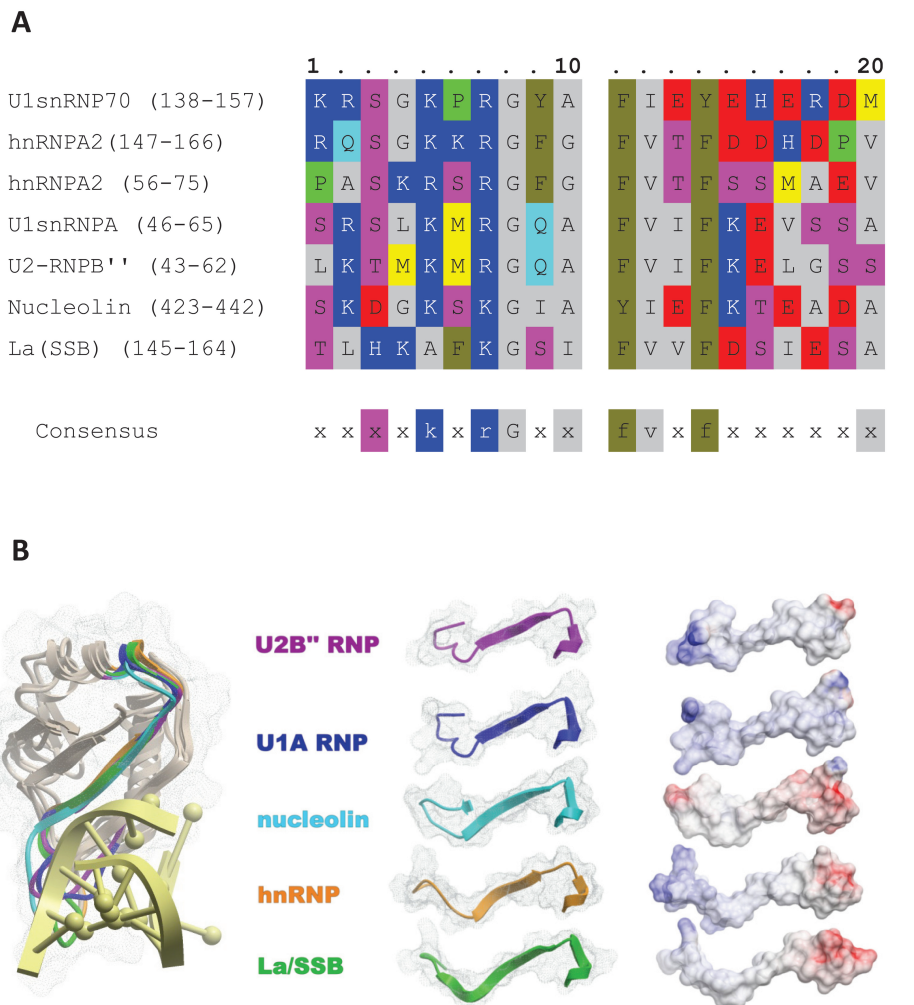 A
1 . . . . . . . . 10 . . . . . . . . . 20
U1snRNP70 (138-157) K R S G K P R G Y A F I E Y E H E R D M
hnRNPA2(147-166) R Q S G K K R G F G F V T F D D H D P V
hnRNPA2 (56-75) P A S K R S R G F G F V T F S S M A E V
U1snRNPA (46-65) S R S L K M R G Q A F V I F K E V S S A
U2-RNPB'' (43-62) L K T M K M R G Q A F V I F K E L G S S
Nucleolin (423-442) S K D G K S K G I A Y I E F K T E A D A
La(SSB) (145-164) T L H K A F K G S I F V V F D S I E S A
Consensus x x x x k x r G x x f v x f x x x x x x
B
U2B" RNP
U1A RNP
nucleolin
hnRNP
La/SSB